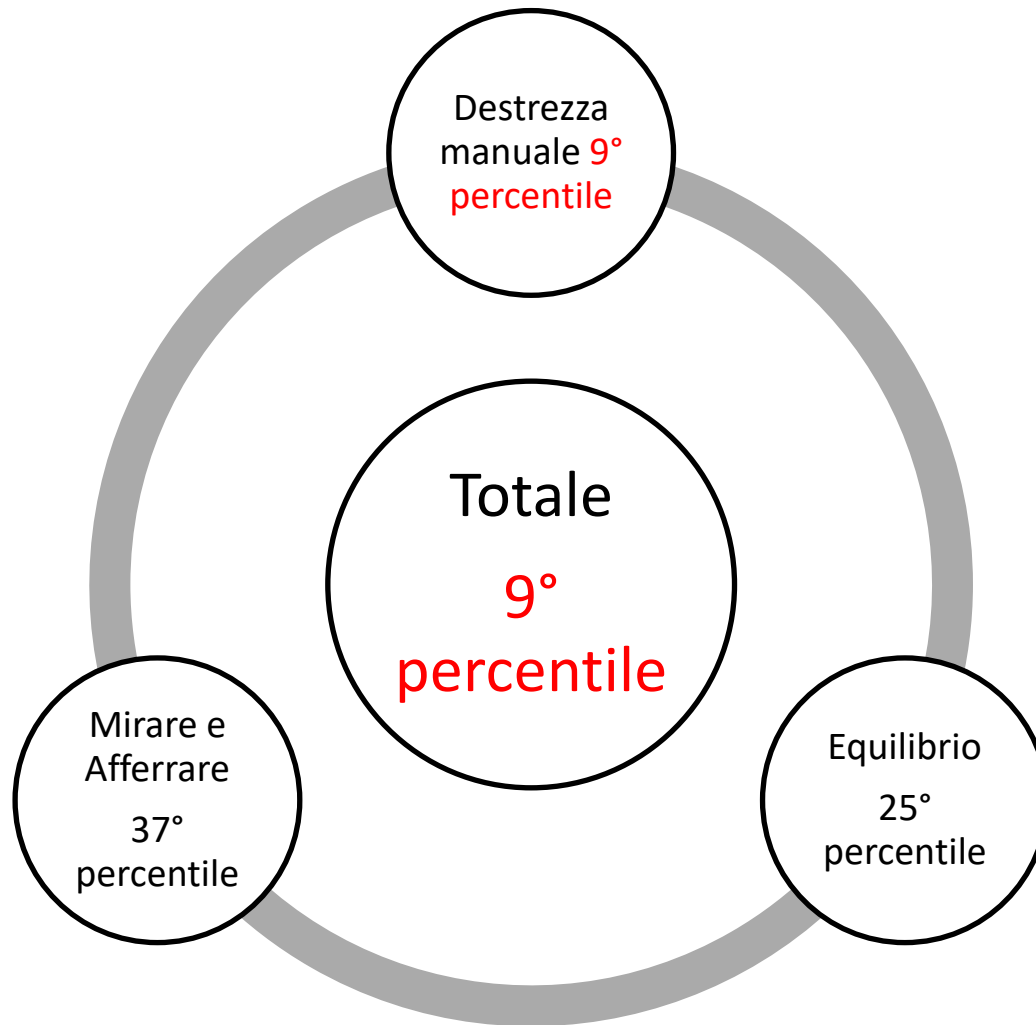 Destrezza
manuale 9°
percentile
Totale
9°
percentile
Mirare e
Afferrare
37°
percentile
Equilibrio
25°
percentile